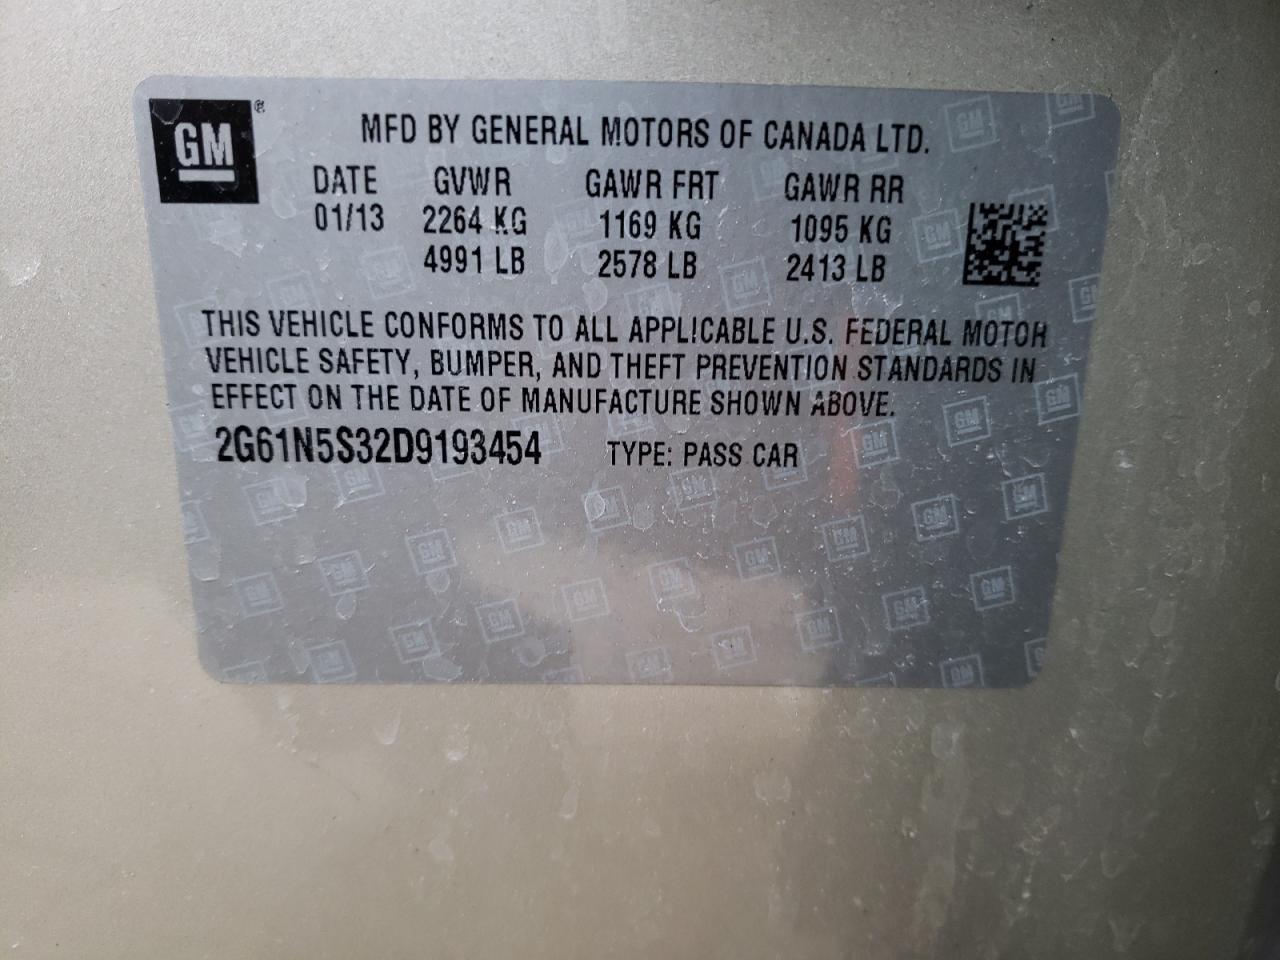 GM®
MFD BY GENERAL MOTORS OF CANADA LTD.
DATE GVWR GAWR FRT GAWR RR
01/13 2264 KG 1169 KG 1095 KG
4991 LB 2578 LB 2413 LB
THIS VEHICLE CONFORMS TO ALL APPLICABLE U.S. FEDERAL MOTOR
VEHICLE SAFETY, BUMPER, AND THEFT PREVENTION STANDARDS IN
EFFECT ON THE DATE OF MANUFACTURE SHOWN ABOVE.
2G61N5S32D9193454 TYPE: PASS CAR